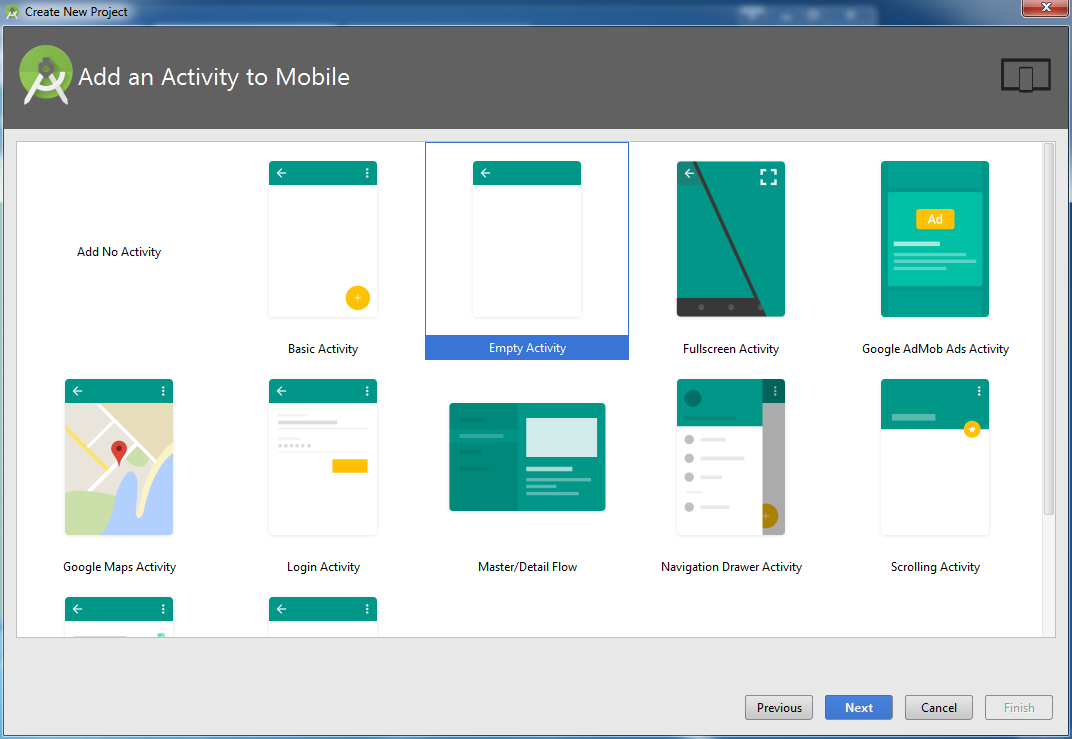 Create New Project
Add an Activity to Mobile
Add No Activity
Basic Activity
Empty Activity
Fullscreen Activity
Ad
Google AdMob Ads Activity
Google Maps Activity
Login Activity
Master/Detail Flow
Navigation Drawer Activity
Scrolling Activity
Previous
Next
Cancel
Finish